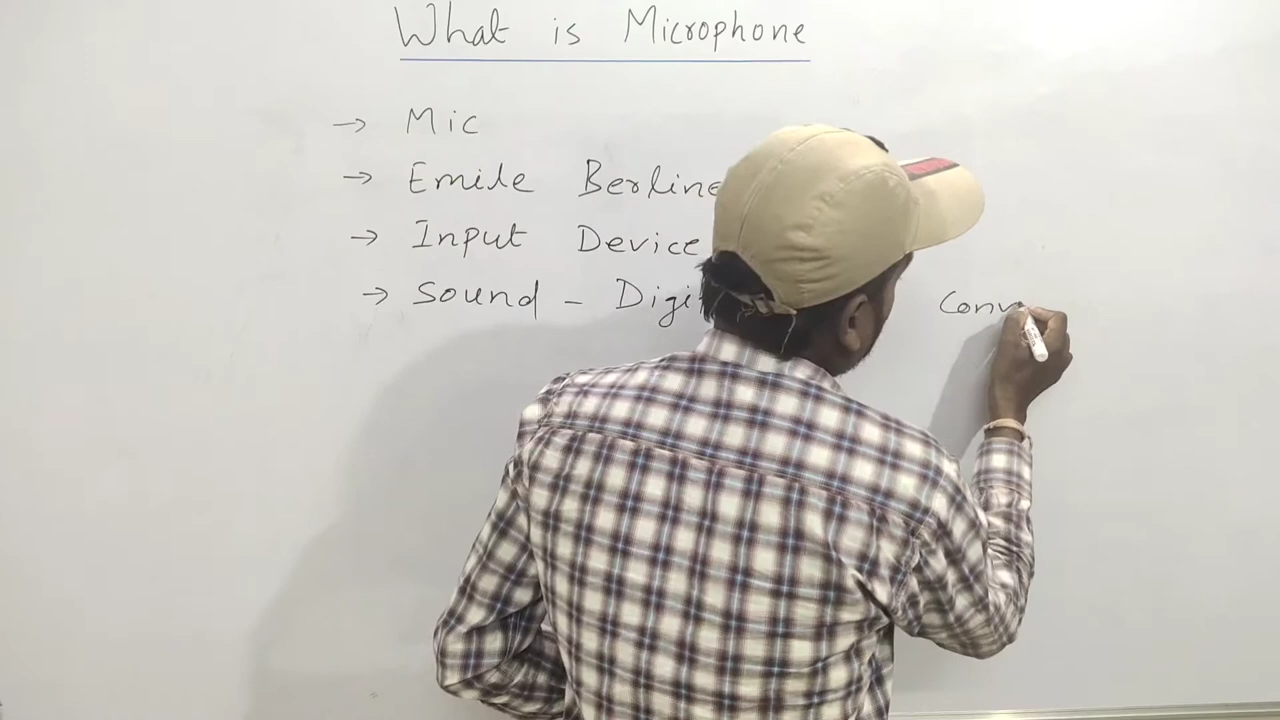 What is Microphone
→ Mic
→ Emile Berline
→ Input Device
→ Sound - Digi Conv